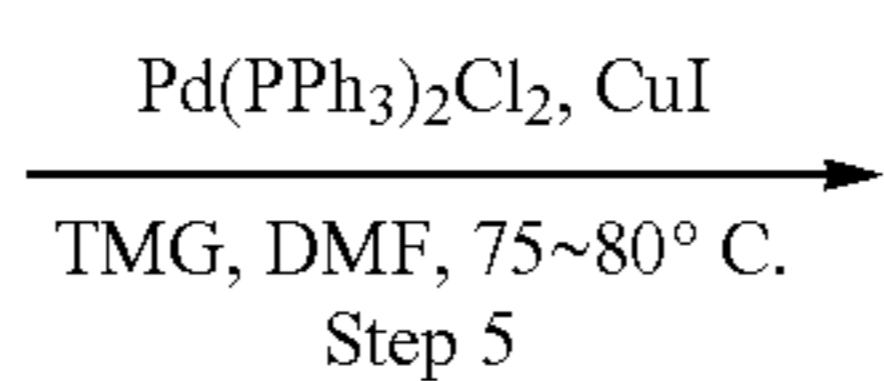 Pd(PPh₃)₂Cl₂, CuI
TMG, DMF, 75~80° C.
Step 5